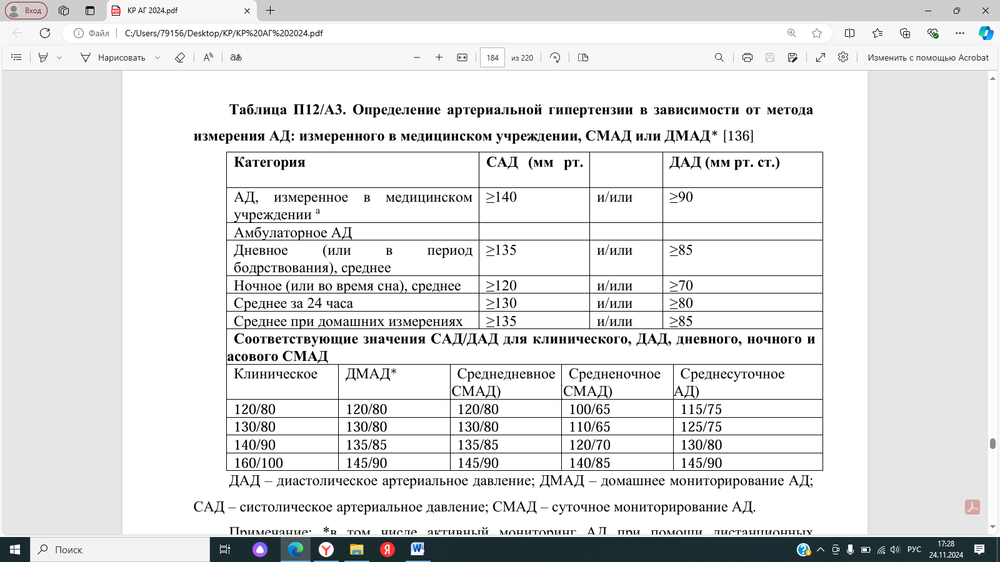 Вход
КР АГ 2024.pdf
Файл
C:/Users/79156/Desktop/КР/КР%20АГ%202024.pdf
Нарисовать
аあ
184
из 220
Изменить с помощью Acrobat
Таблица П12/А3. Определение артериальной гипертензии в зависимости от метода
измерения АД: измеренного в медицинском учреждении, СМАД или ДМАД* [136]
Категория САД (мм рт. ДАД (мм рт. ст.)
АД, измеренное в медицинском ≥140 и/или ≥90
учреждении а
Амбулаторное АД
Дневное (или в период ≥135 и/или ≥85
бодрствования), среднее
Ночное (или во время сна), среднее ≥120 и/или ≥70
Среднее за 24 часа ≥130 и/или ≥80
Среднее при домашних измерениях ≥135 и/или ≥85
Соответствующие значения САД/ДАД для клинического, ДАД, дневного, ночного и
асового СМАД
Клиническое ДМАД* Среднедневное Средненочное Среднесуточное
СМАД) СМАД) АД)
120/80 120/80 120/80 100/65 115/75
130/80 130/80 130/80 110/65 125/75
140/90 135/85 135/85 120/70 130/80
160/100 145/90 145/90 140/85 145/90
ДАД – диастолическое артериальное давление; ДМАД – домашнее мониторирование АД;
САД – систолическое артериальное давление; СМАД – суточное мониторирование АД.
Примечание: *в том числе активный мониторинг АД при помощи дистанционных
Поиск
РУС
17:28
24.11.2024